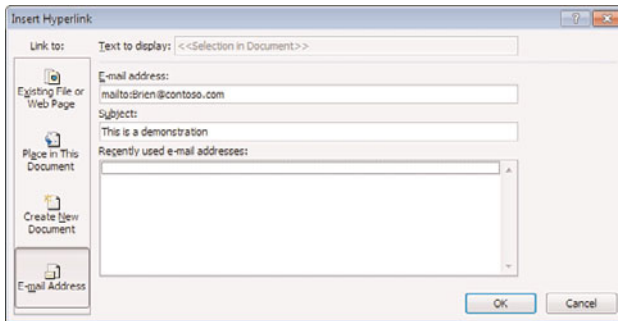 Insert Hyperlink
Link to:
Text to display: <<Selection in Document>>
Existing File or
Web Page
Place in This
Document
Create New
Document
E-mail Address
E-mail address:
mailto:Brien@contoso.com
Subject:
This is a demonstration
Recently used e-mail addresses:
OK
Cancel